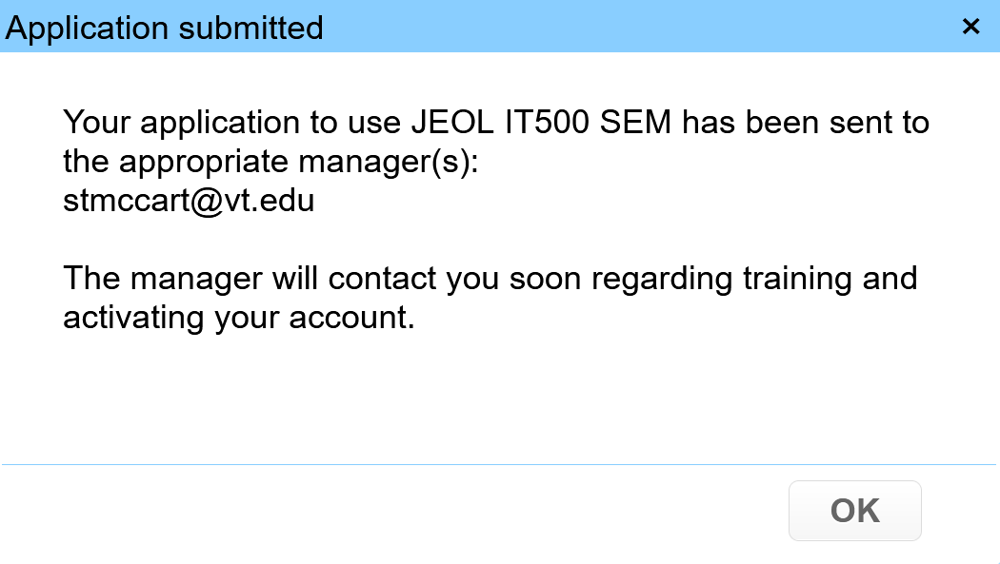 Application submitted
×
Your application to use JEOL IT500 SEM has been sent to
the appropriate manager(s):
stmccart@vt.edu
The manager will contact you soon regarding training and
activating your account.
OK